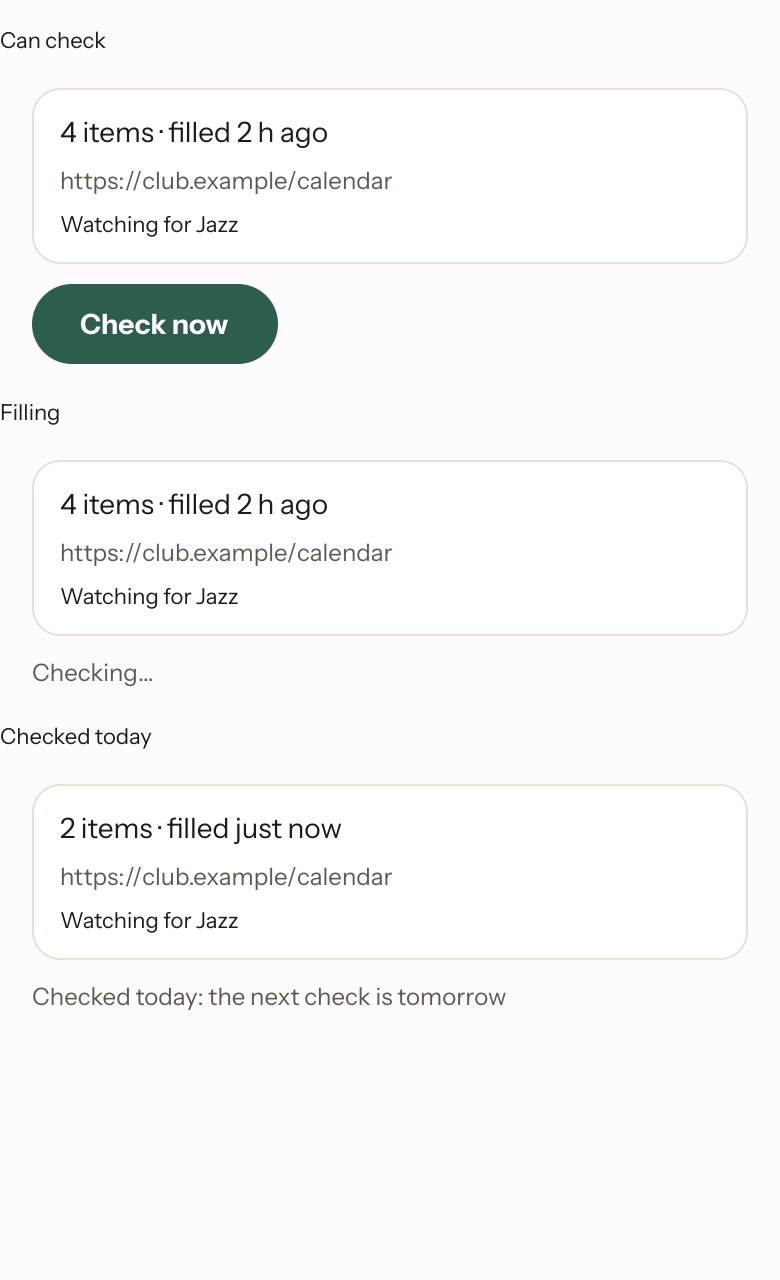 Can check
4 items · filled 2 h ago
https://club.example/calendar
Watching for Jazz
Check now
Filling
4 items · filled 2 h ago
https://club.example/calendar
Watching for Jazz
Checking…
Checked today
2 items · filled just now
https://club.example/calendar
Watching for Jazz
Checked today: the next check is tomorrow